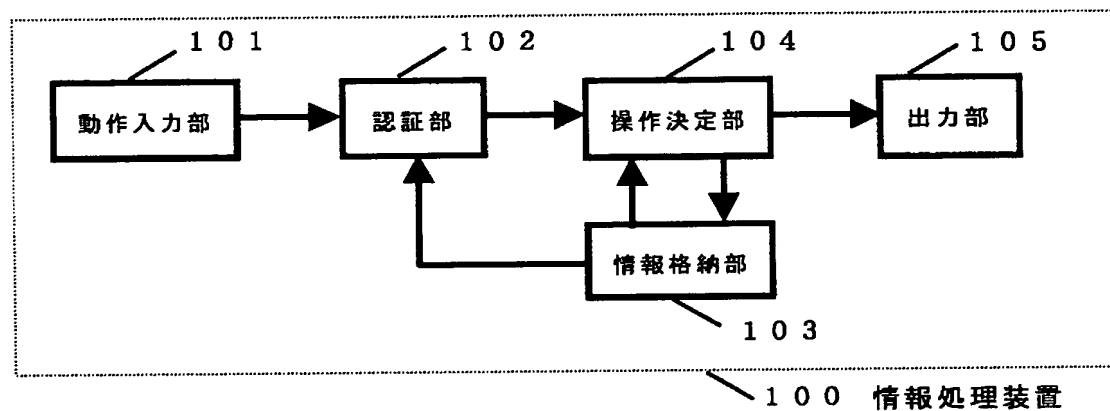 101
102
104
105
動作入力部
認証部
操作決定部
出力部
情報格納部
103
100 情報処理装置